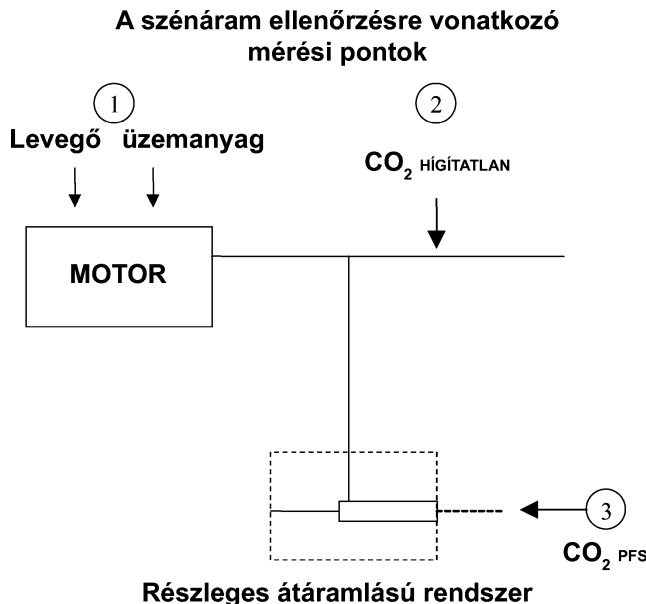 A szénáram ellenőrzésre vonatkozó
mérési pontok
1
2
Levegő üzemanyag
CO2 HÍGÍTATLAN
MOTOR
3
CO2 PFS
Részleges átáramlású rendszer